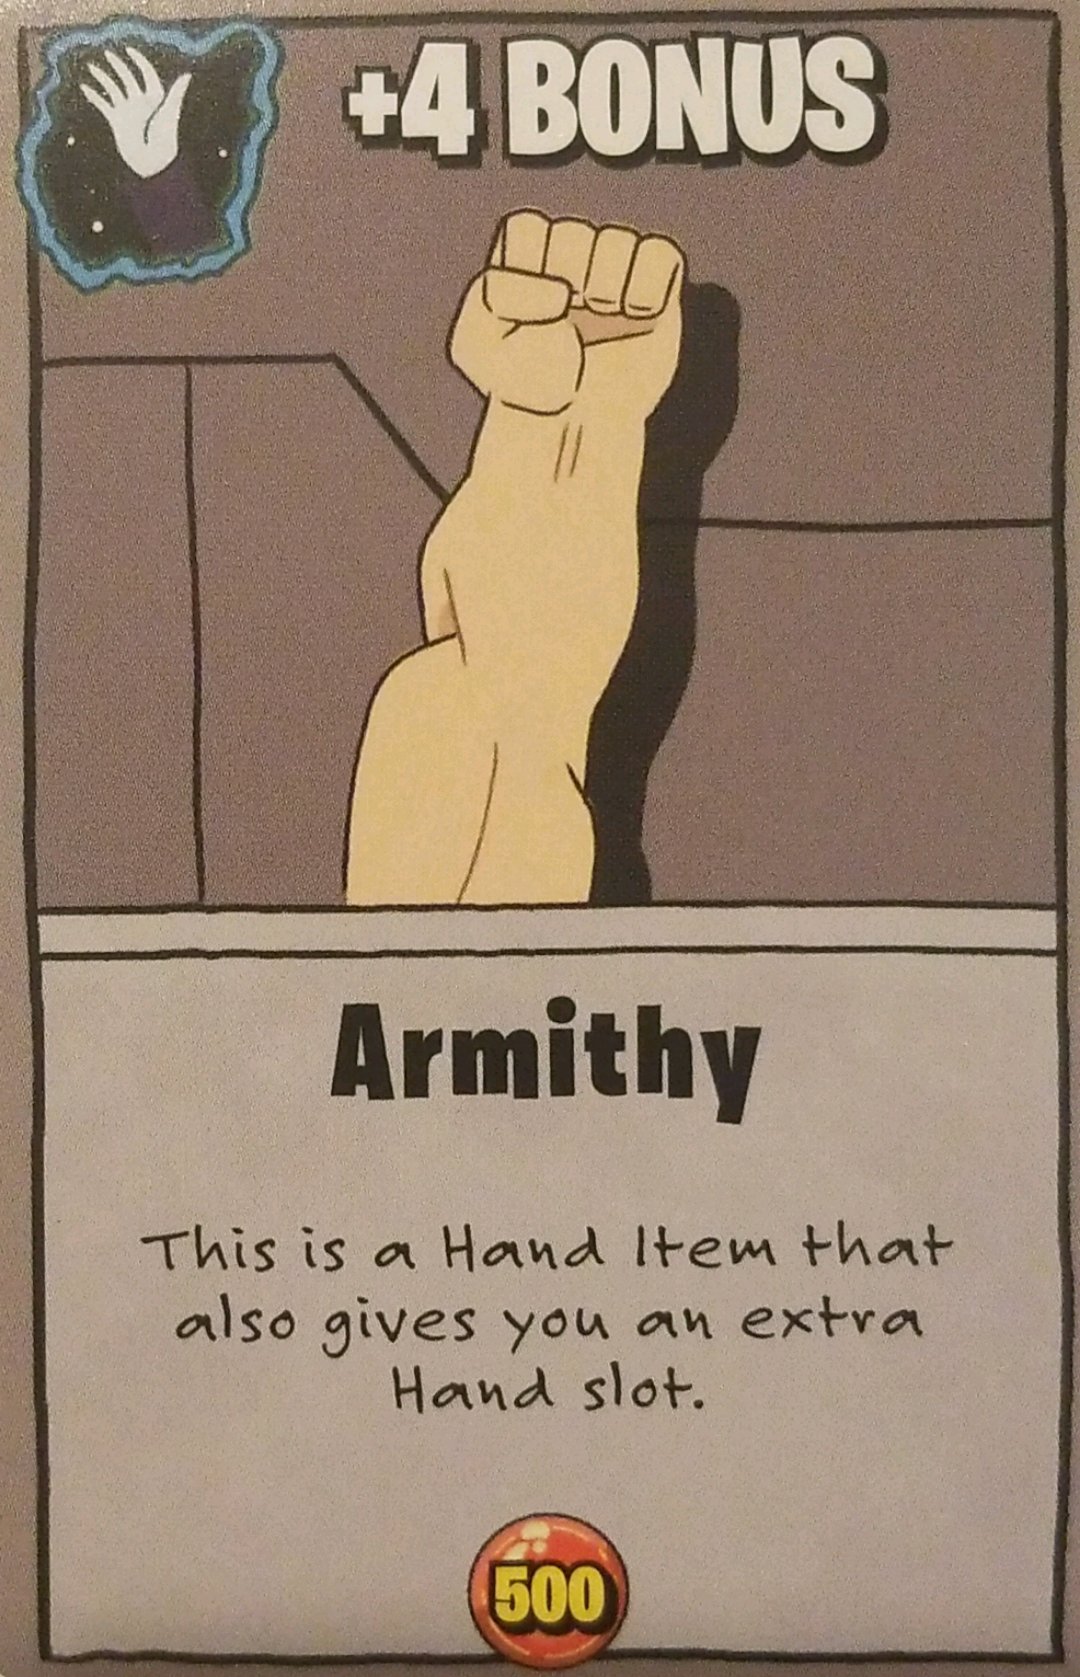 +4 BONUS
Armithy
This is a Hand Item that
also gives you an extra
Hand slot.
500